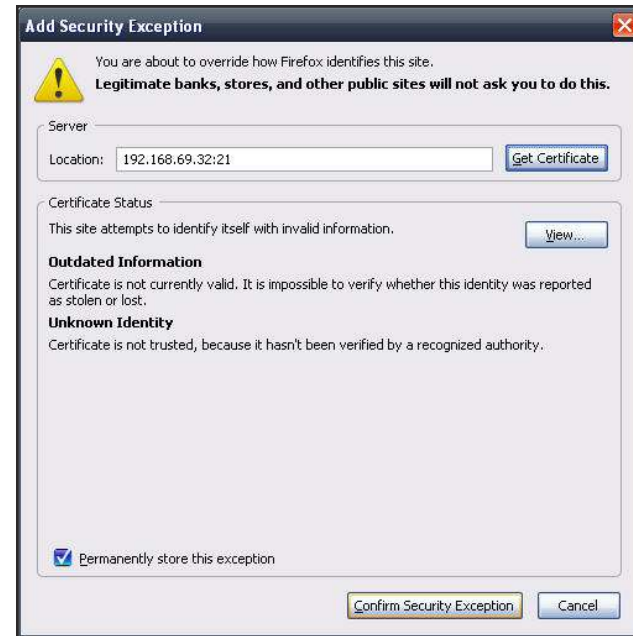 Add Security Exception
You are about to override how Firefox identifies this site.
Legitimate banks, stores, and other public sites will not ask you to do this.
Server
Location: 192.168.69.32:21 Get Certificate
Certificate Status
This site attempts to identify itself with invalid information.
View...
Outdated Information
Certificate is not currently valid. It is impossible to verify whether this identity was reported
as stolen or lost.
Unknown Identity
Certificate is not trusted, because it hasn't been verified by a recognized authority.
Permanently store this exception
Confirm Security Exception Cancel